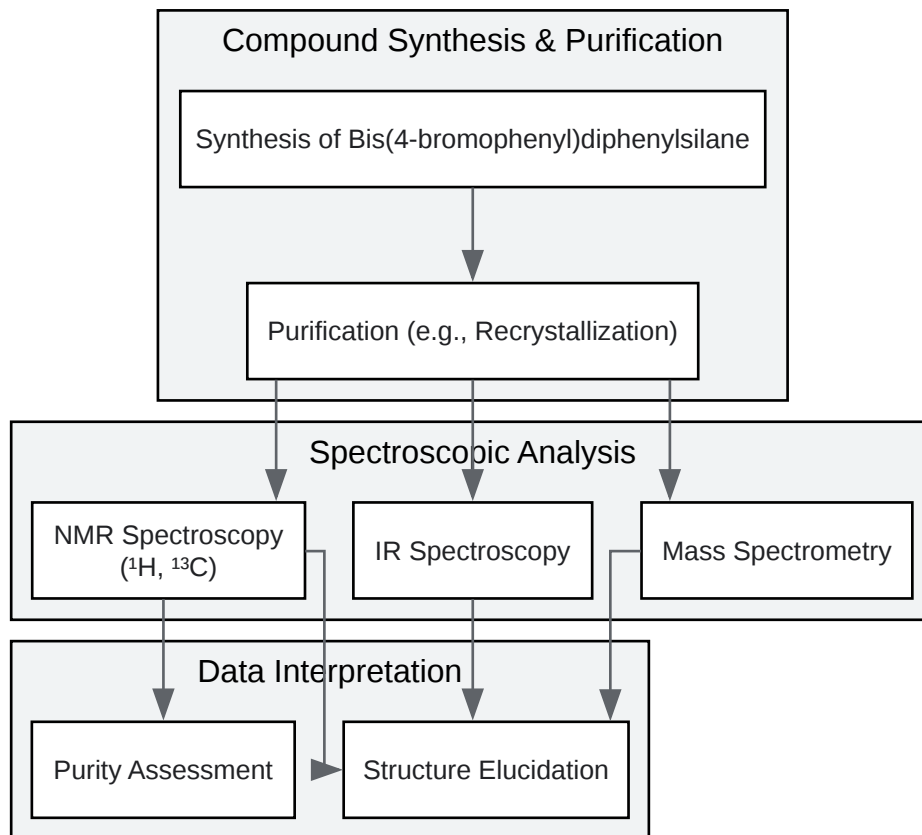 Compound Synthesis & Purification
Synthesis of Bis(4-bromophenyl)diphenylsilane
Purification (e.g., Recrystallization)
Spectroscopic Analysis
NMR Spectroscopy
(¹H, ¹³C)
IR Spectroscopy
Mass Spectrometry
Data Interpretation
Purity Assessment
Structure Elucidation